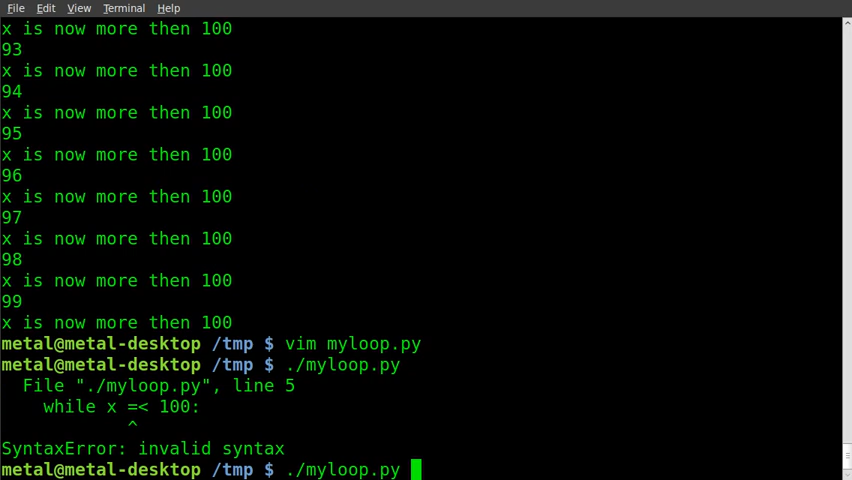 File Edit View Terminal Help
x is now more then 100
93
x is now more then 100
94
x is now more then 100
95
x is now more then 100
96
x is now more then 100
97
x is now more then 100
98
x is now more then 100
99
x is now more then 100
metal@metal-desktop /tmp $ vim myloop.py
metal@metal-desktop /tmp $ ./myloop.py
  File "./myloop.py", line 5
    while x =< 100:
            ^
SyntaxError: invalid syntax
metal@metal-desktop /tmp $ ./myloop.py